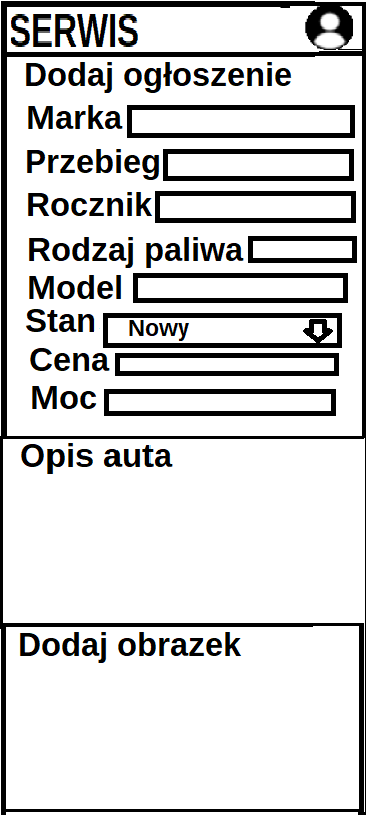 SERWIS
Dodaj ogłoszenie
Marka
Przebieg
Rocznik
Rodzaj paliwa
Model
Stan Nowy
Cena
Moc
Opis auta
Dodaj obrazek